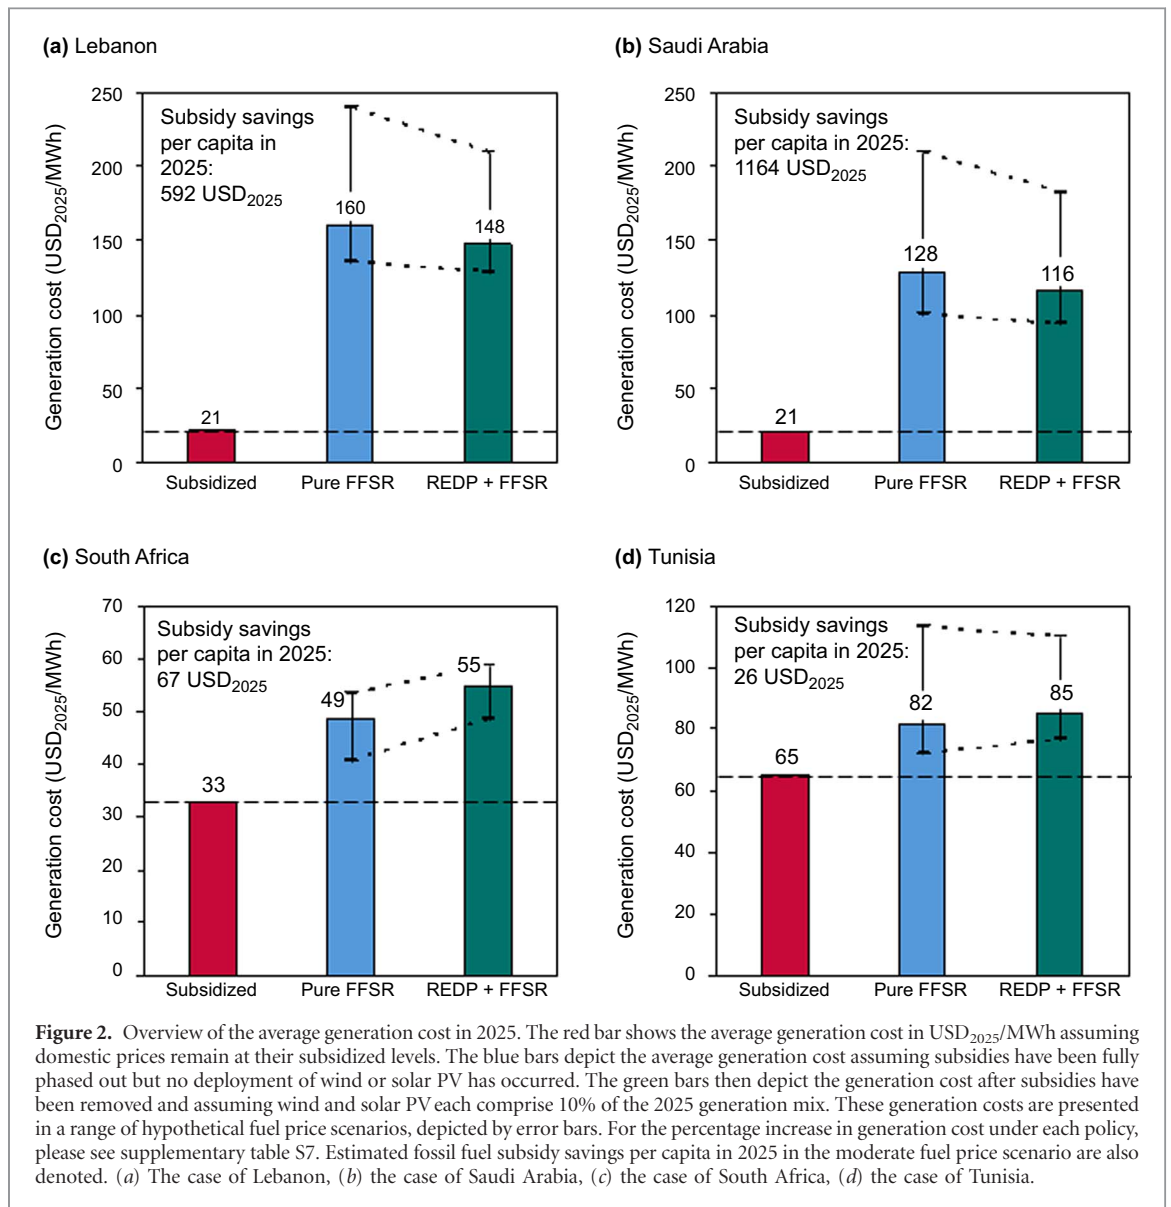 (a) Lebanon
Generation cost (USD2025/MWh)
250
200
150
100
50
0
Subsidy savings
per capita in
2025:
592 USD2025
21
160
148
Subsidized
Pure FFSR
REDP + FFSR
(b) Saudi Arabia
Generation cost (USD2025/MWh)
250
200
150
100
50
0
Subsidy savings
per capita in 2025:
1164 USD2025
21
128
116
Subsidized
Pure FFSR
REDP + FFSR
(c) South Africa
Generation cost (USD2025/MWh)
70
60
50
40
30
20
10
0
Subsidy savings
per capita in 2025:
67 USD2025
33
49
55
Subsidized
Pure FFSR
REDP + FFSR
(d) Tunisia
Generation cost (USD2025/MWh)
120
100
80
60
40
20
0
Subsidy savings
per capita in 2025:
26 USD2025
65
82
85
Subsidized
Pure FFSR
REDP + FFSR
Figure 2. Overview of the average generation cost in 2025. The red bar shows the average generation cost in USD2025/MWh assuming
domestic prices remain at their subsidized levels. The blue bars depict the average generation cost assuming subsidies have been fully
phased out but no deployment of wind or solar PV has occurred. The green bars then depict the generation cost after subsidies have
been removed and assuming wind and solar PV each comprise 10% of the 2025 generation mix. These generation costs are presented
in a range of hypothetical fuel price scenarios, depicted by error bars. For the percentage increase in generation cost under each policy,
please see supplementary table S7. Estimated fossil fuel subsidy savings per capita in 2025 in the moderate fuel price scenario are also
denoted. (a) The case of Lebanon, (b) the case of Saudi Arabia, (c) the case of South Africa, (d) the case of Tunisia.